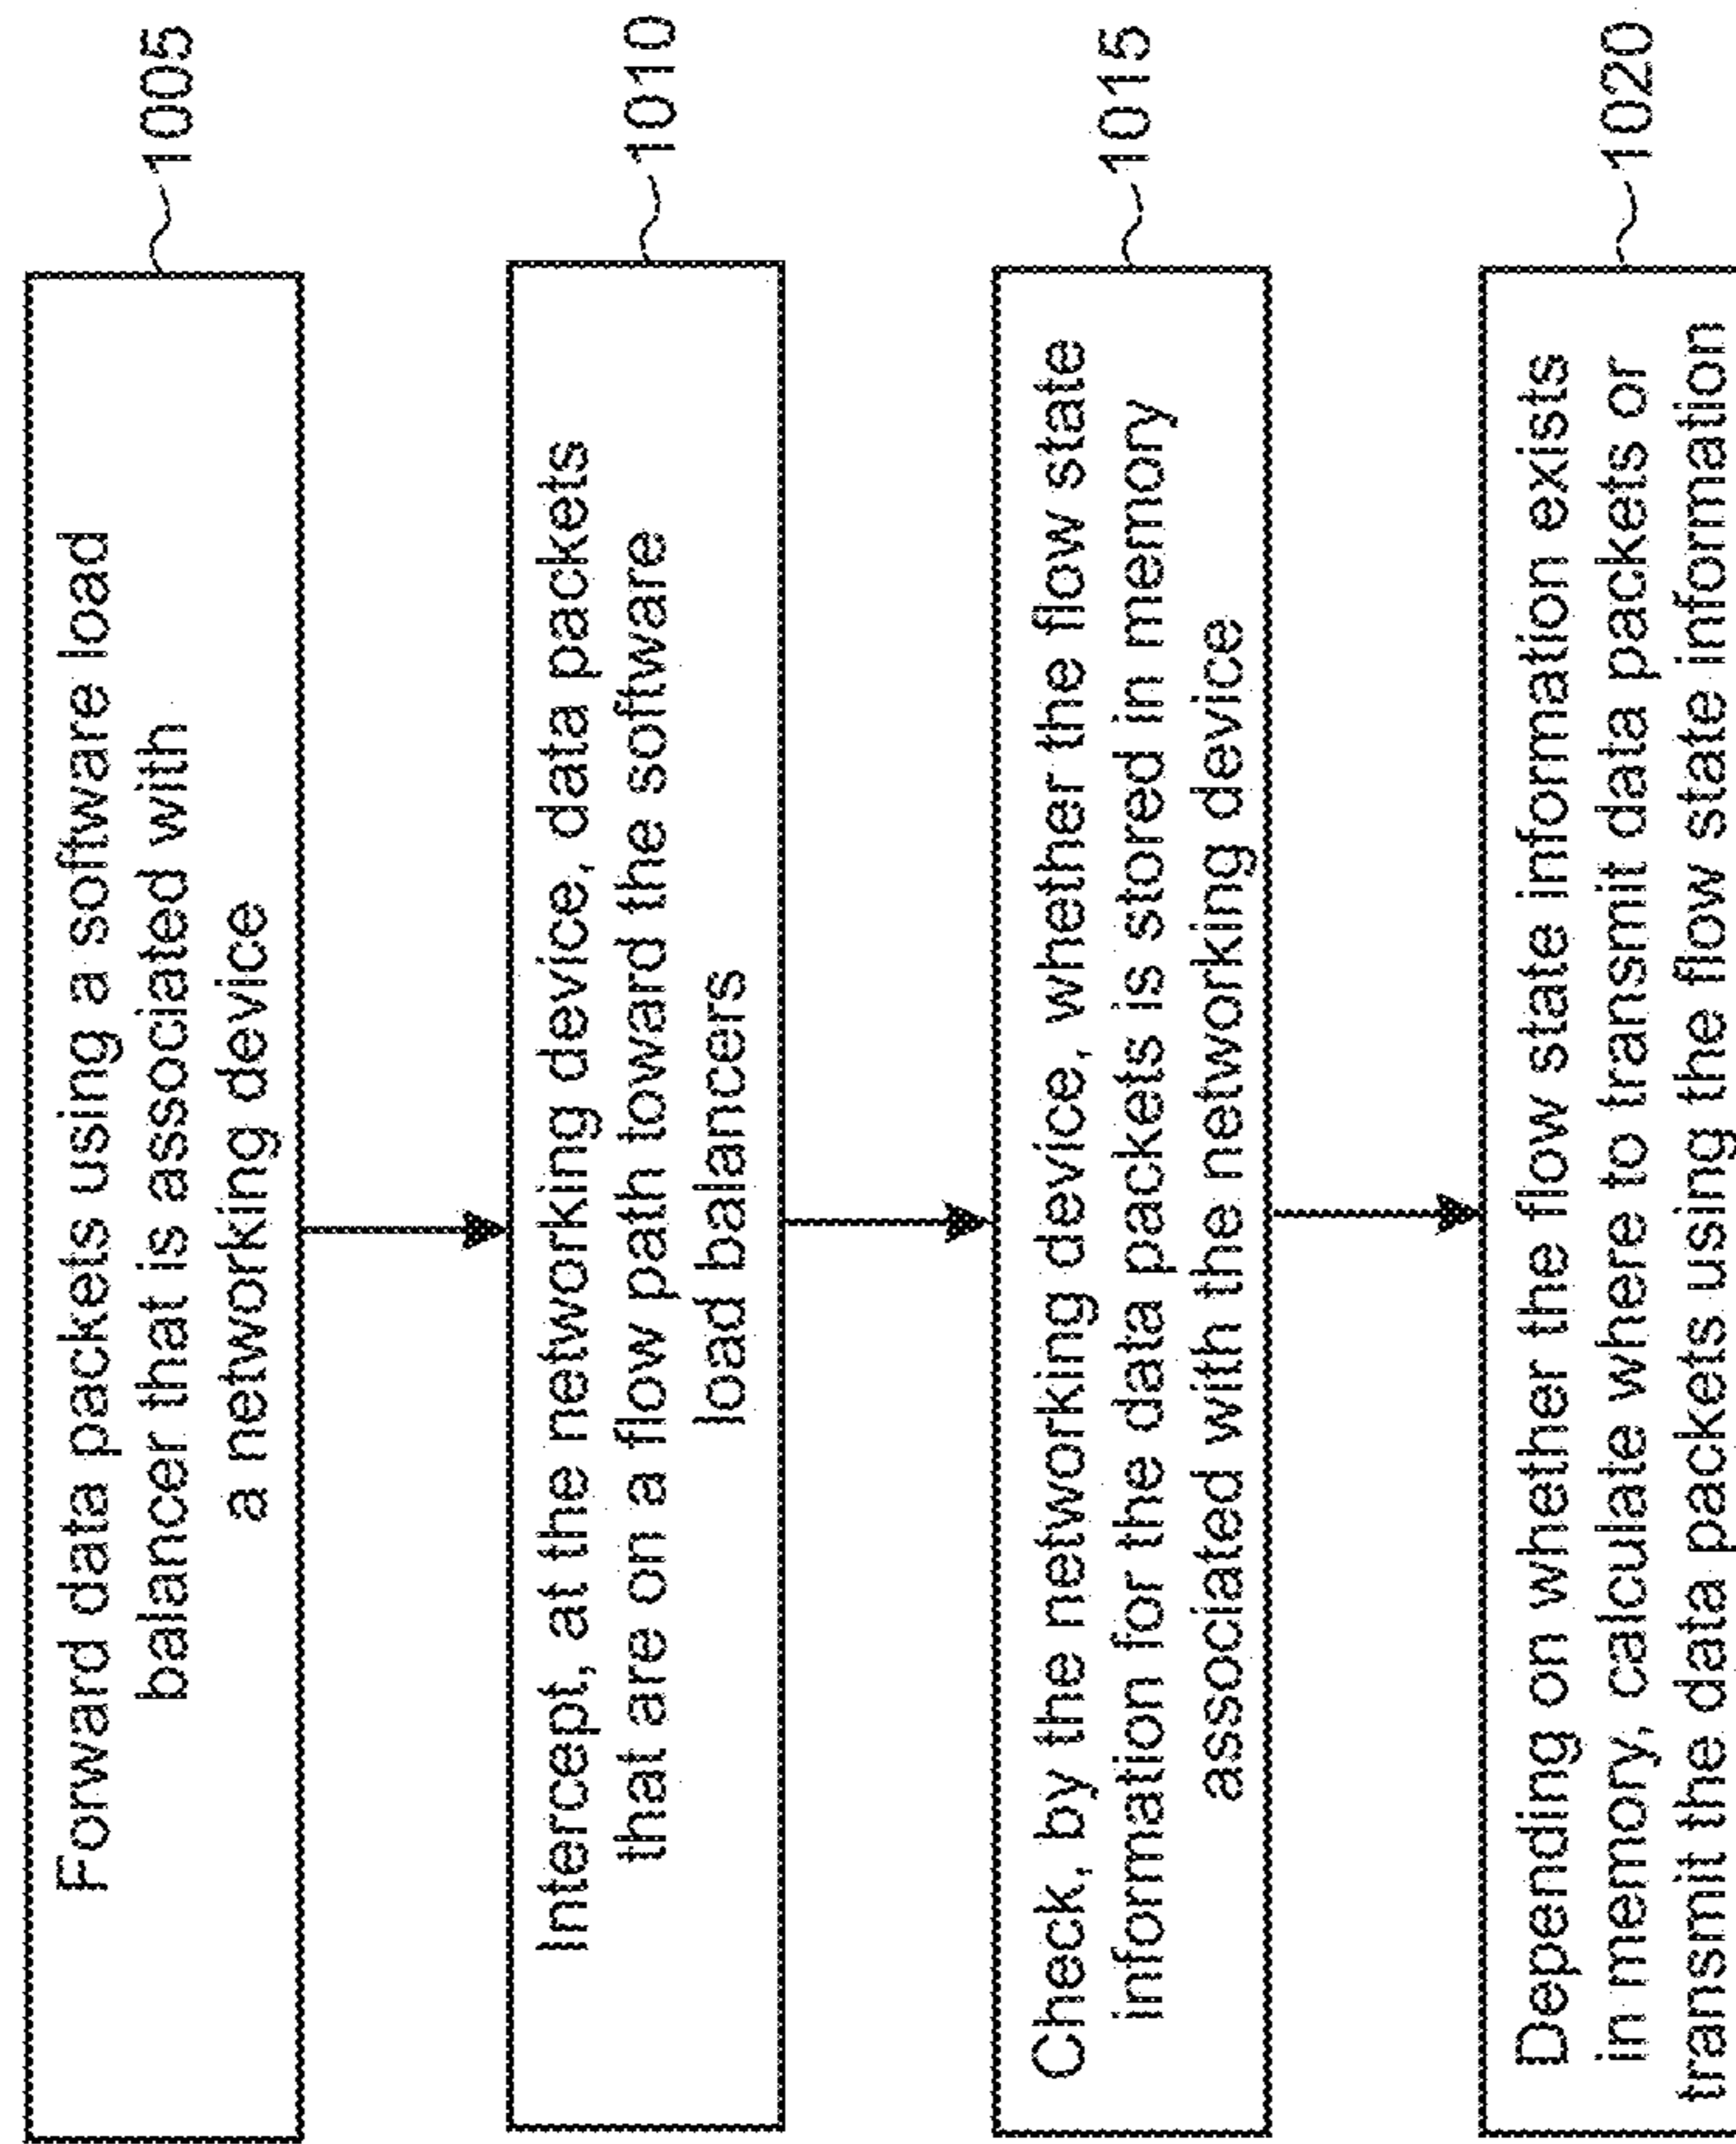 Forward data packets using a software load
balancer that is associated with
a networking device
1005
Intercept, at the networking device, data packets
that are on a flow path toward the software
load balancers
1010
Check, by the networking device, whether the flow state
information for the data packets is stored in memory
associated with the networking device
1015
Depending on whether the flow state information exists
in memory, calculate where to transmit data packets or
transmit the data packets using the flow state information
1020